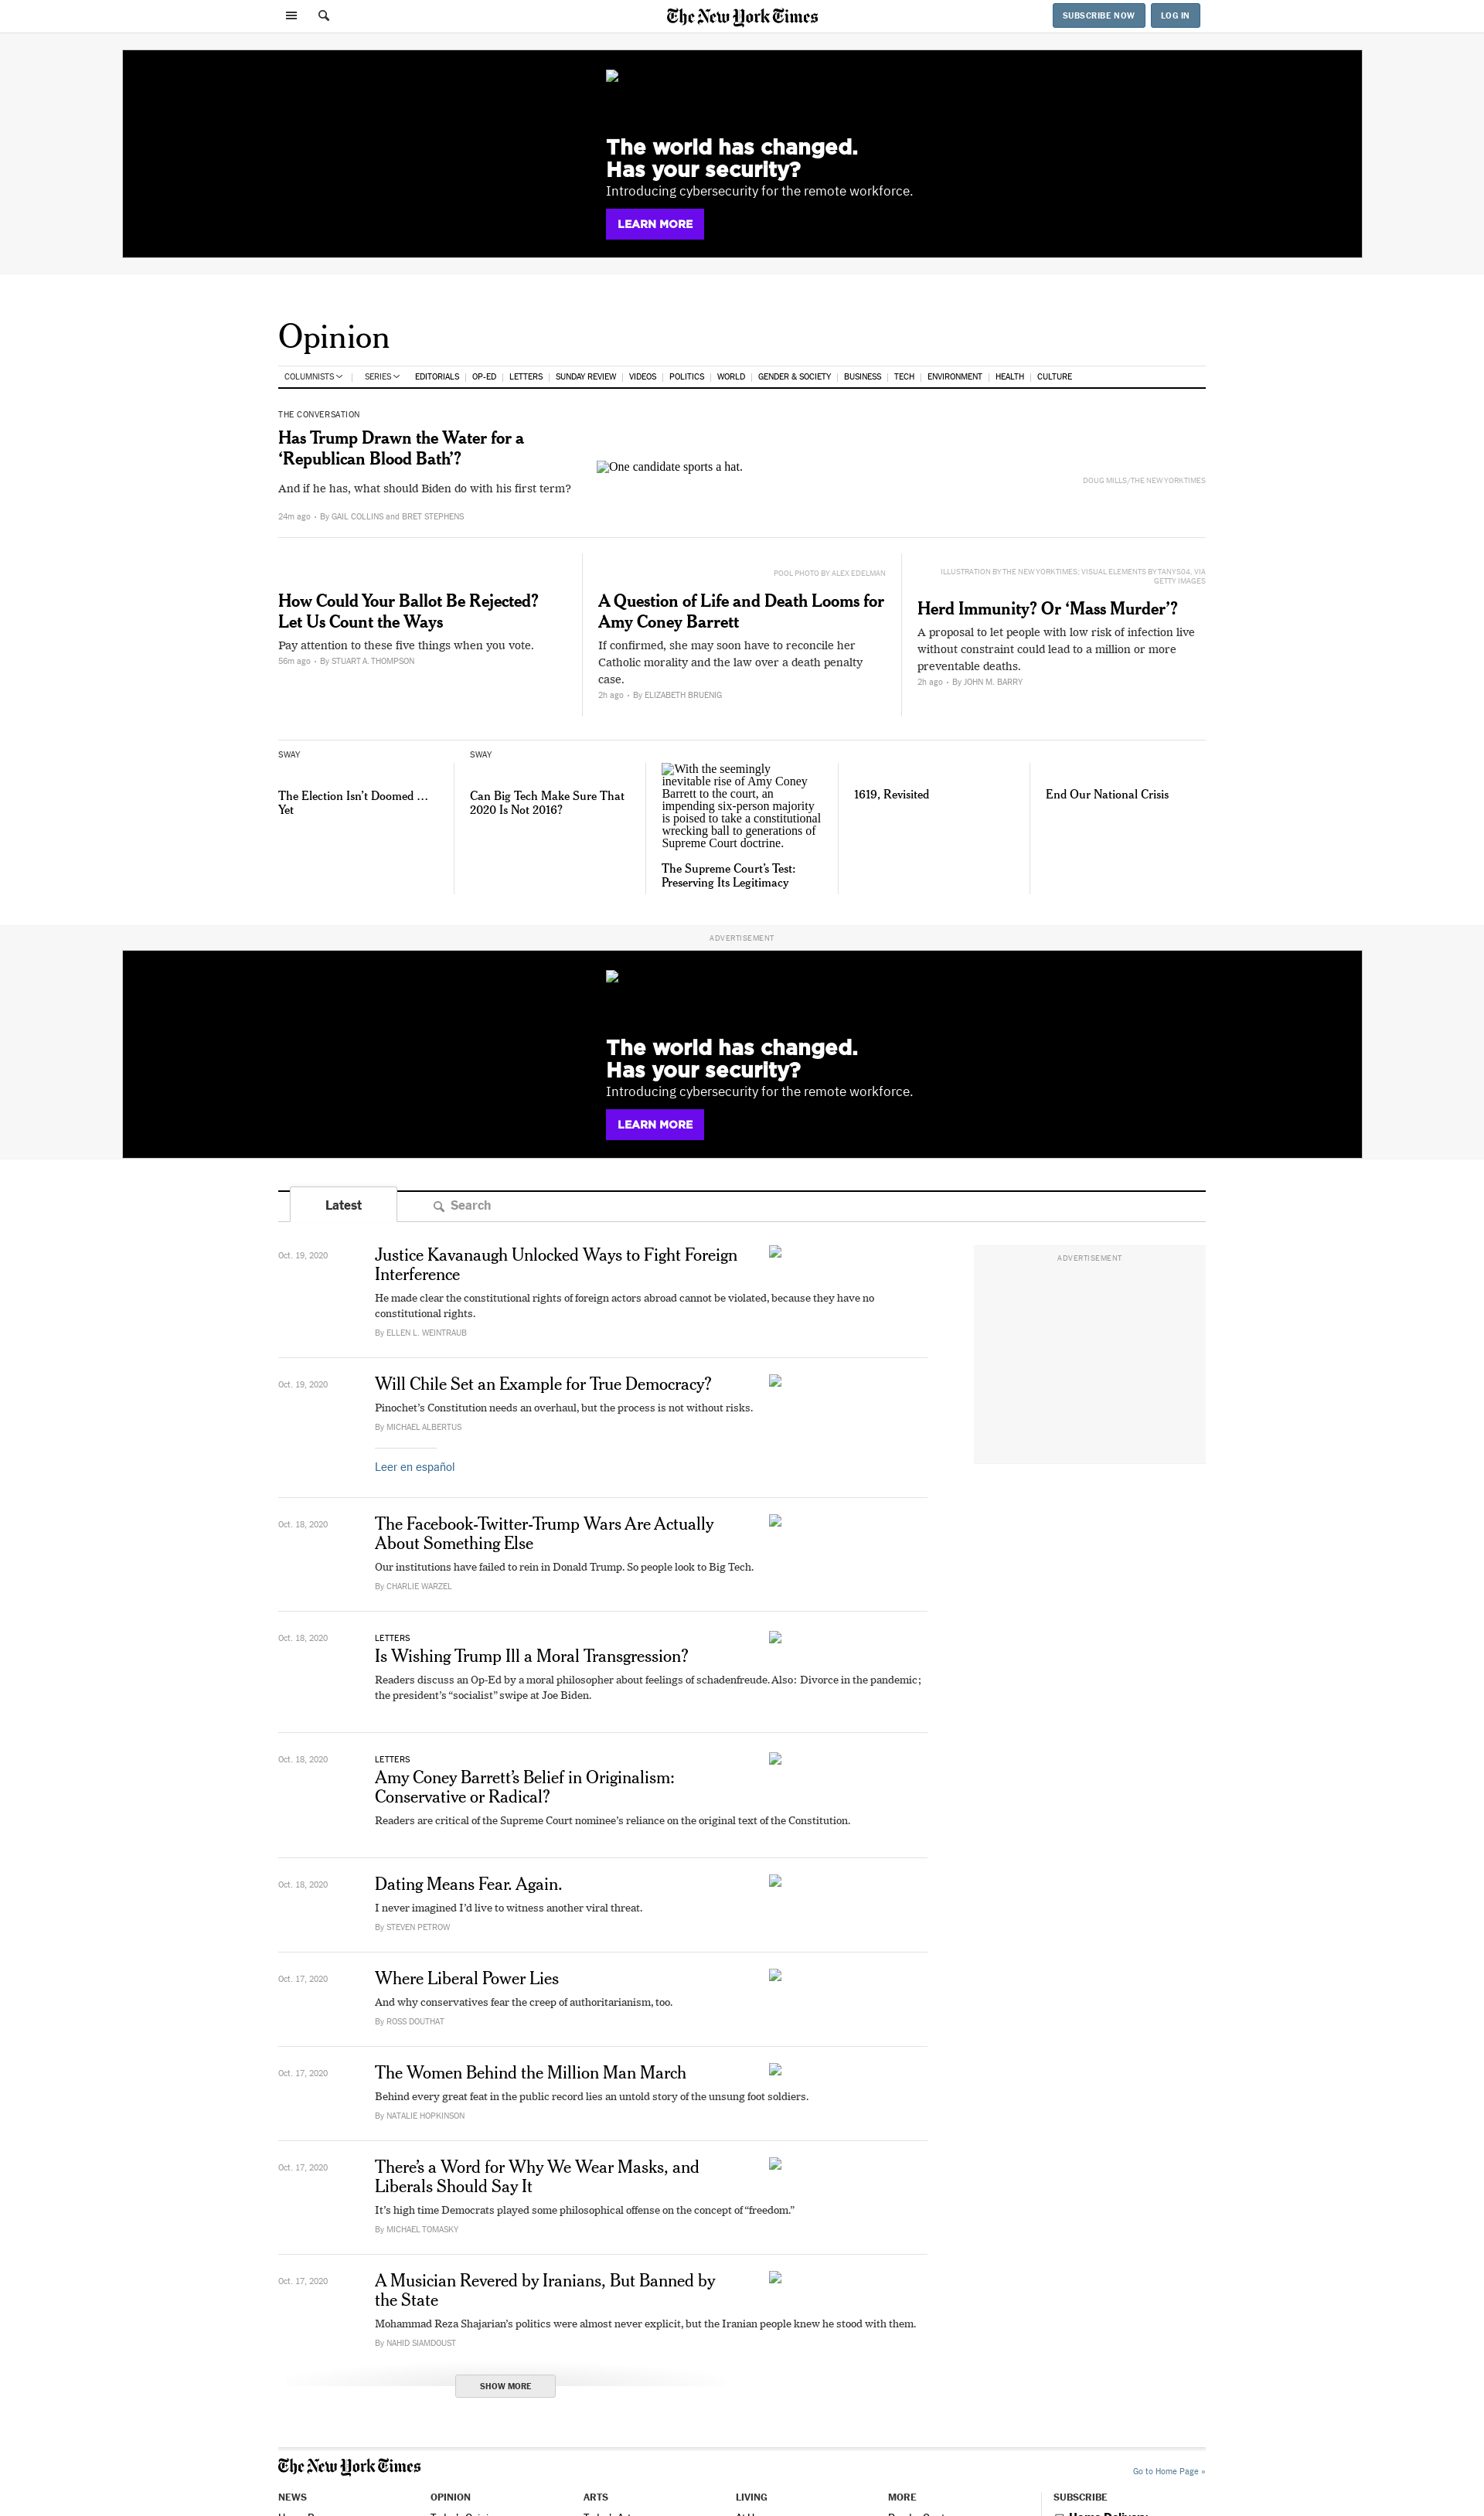 The New York Times
SUBSCRIBE NOW
LOG IN
The world has changed.
Has your security?
Introducing cybersecurity for the remote workforce.
LEARN MORE
Opinion
COLUMNISTS
SERIES
EDITORIALS
OP-ED
LETTERS
SUNDAY REVIEW
VIDEOS
POLITICS
WORLD
GENDER & SOCIETY
BUSINESS
TECH
ENVIRONMENT
HEALTH
CULTURE
THE CONVERSATION
Has Trump Drawn the Water for a
‘Republican Blood Bath’?
And if he has, what should Biden do with his first term?
24m ago • By GAIL COLLINS and BRET STEPHENS
One candidate sports a hat.
DOUG MILLS/THE NEW YORK TIMES
How Could Your Ballot Be Rejected?
Let Us Count the Ways
Pay attention to these five things when you vote.
56m ago • By STUART A. THOMPSON
POOL PHOTO BY ALEX EDELMAN
A Question of Life and Death Looms for
Amy Coney Barrett
If confirmed, she may soon have to reconcile her
Catholic morality and the law over a death penalty
case.
2h ago • By ELIZABETH BRUENIG
ILLUSTRATION BY THE NEW YORK TIMES; VISUAL ELEMENTS BY TANYS04, VIA
GETTY IMAGES
Herd Immunity? Or ‘Mass Murder’?
A proposal to let people with low risk of infection live
without constraint could lead to a million or more
preventable deaths.
2h ago • By JOHN M. BARRY
SWAY
The Election Isn’t Doomed …
Yet
SWAY
Can Big Tech Make Sure That
2020 Is Not 2016?
With the seemingly
inevitable rise of Amy Coney
Barrett to the court, an
impending six-person majority
is poised to take a constitutional
wrecking ball to generations of
Supreme Court doctrine.
The Supreme Court’s Test:
Preserving Its Legitimacy
1619, Revisited
End Our National Crisis
ADVERTISEMENT
The world has changed.
Has your security?
Introducing cybersecurity for the remote workforce.
LEARN MORE
Latest
Search
ADVERTISEMENT
Oct. 19, 2020
Justice Kavanaugh Unlocked Ways to Fight Foreign
Interference
He made clear the constitutional rights of foreign actors abroad cannot be violated, because they have no
constitutional rights.
By ELLEN L. WEINTRAUB
Oct. 19, 2020
Will Chile Set an Example for True Democracy?
Pinochet’s Constitution needs an overhaul, but the process is not without risks.
By MICHAEL ALBERTUS
Leer en español
Oct. 18, 2020
The Facebook-Twitter-Trump Wars Are Actually
About Something Else
Our institutions have failed to rein in Donald Trump. So people look to Big Tech.
By CHARLIE WARZEL
Oct. 18, 2020
LETTERS
Is Wishing Trump Ill a Moral Transgression?
Readers discuss an Op-Ed by a moral philosopher about feelings of schadenfreude. Also: Divorce in the pandemic;
the president’s “socialist” swipe at Joe Biden.
Oct. 18, 2020
LETTERS
Amy Coney Barrett’s Belief in Originalism:
Conservative or Radical?
Readers are critical of the Supreme Court nominee’s reliance on the original text of the Constitution.
Oct. 18, 2020
Dating Means Fear. Again.
I never imagined I’d live to witness another viral threat.
By STEVEN PETROW
Oct. 17, 2020
Where Liberal Power Lies
And why conservatives fear the creep of authoritarianism, too.
By ROSS DOUTHAT
Oct. 17, 2020
The Women Behind the Million Man March
Behind every great feat in the public record lies an untold story of the unsung foot soldiers.
By NATALIE HOPKINSON
Oct. 17, 2020
There’s a Word for Why We Wear Masks, and
Liberals Should Say It
It’s high time Democrats played some philosophical offense on the concept of “freedom.”
By MICHAEL TOMASKY
Oct. 17, 2020
A Musician Revered by Iranians, But Banned by
the State
Mohammad Reza Shajarian’s politics were almost never explicit, but the Iranian people knew he stood with them.
By NAHID SIAMDOUST
SHOW MORE
The New York Times
Go to Home Page »
NEWS
OPINION
ARTS
LIVING
MORE
SUBSCRIBE